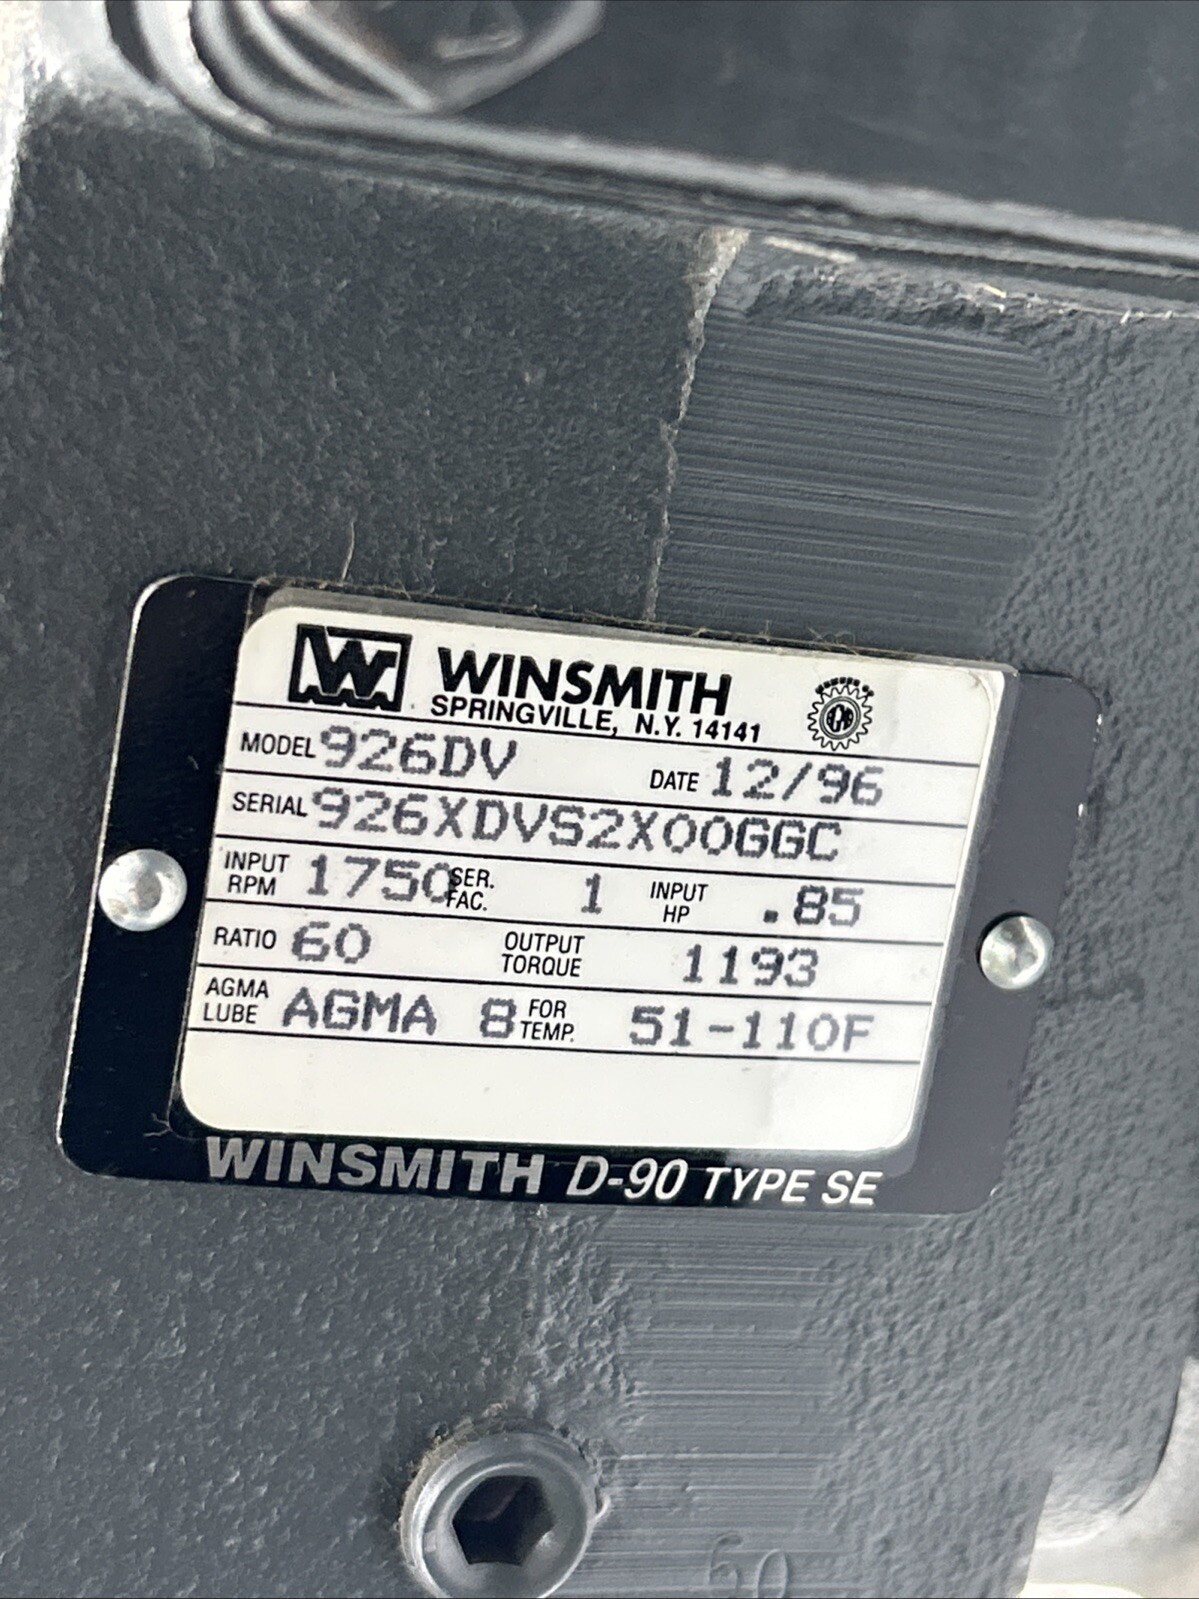 W WINSMITH
SPRINGVILLE, N.Y. 14141
MODEL 926DV DATE 12/96
SERIAL 926XDVS2X00GGC
INPUT RPM 1750 SER. FAC. 1 INPUT HP .85
RATIO 60 OUTPUT TORQUE 1193
AGMA LUBE AGMA 8 FOR TEMP. 51-110F
WINSMITH D-90 TYPE SE
60